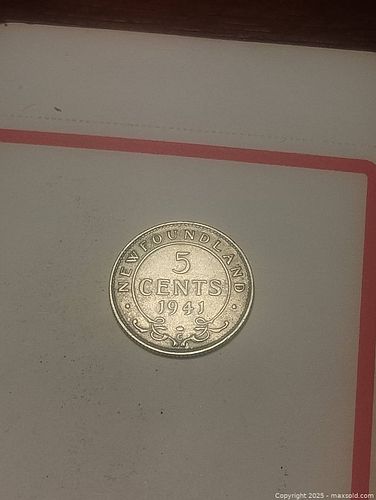 NEWFOUNDLAND
5
CENTS
1941
C
Copyright 2025 - maxsold.com